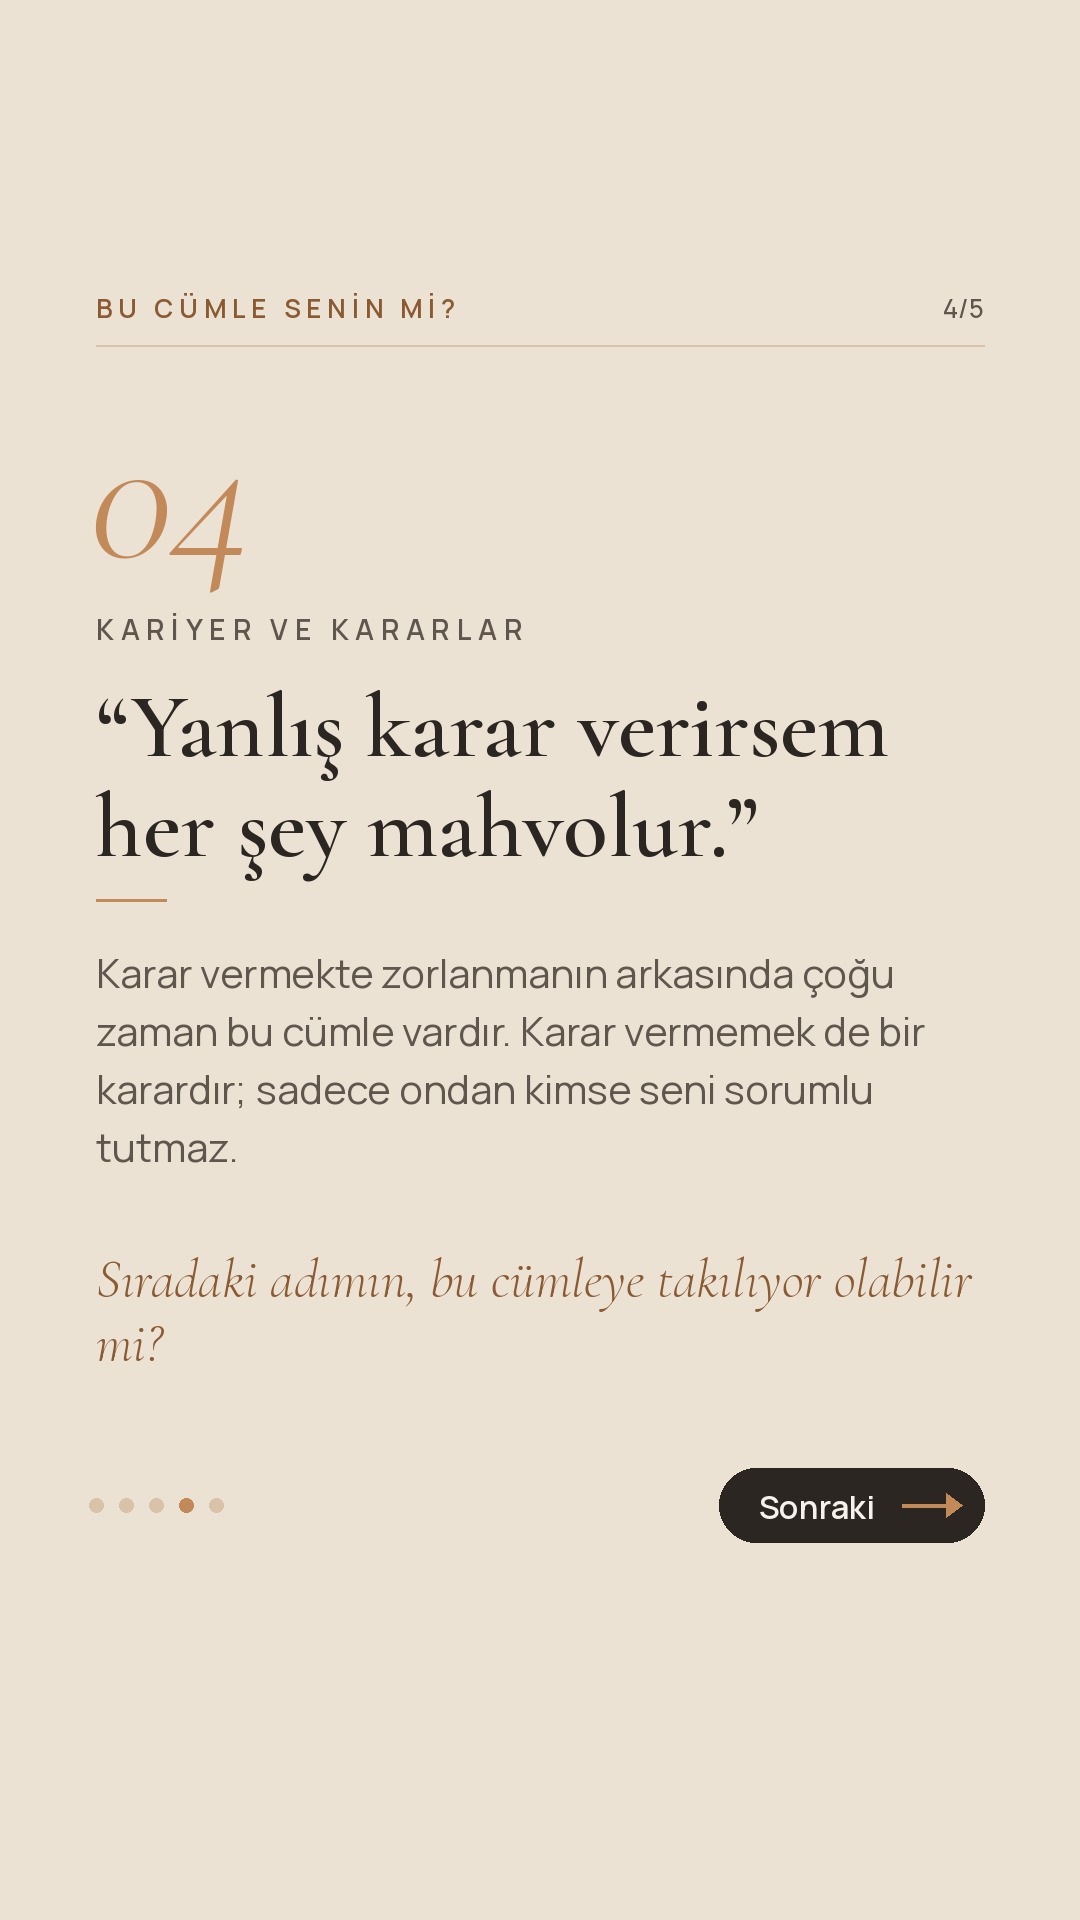 BU CÜMLE SENİN Mİ?
4/5
04
KARİYER VE KARARLAR
“Yanlış karar verirsem
her şey mahvolur.”
Karar vermekte zorlanmanın arkasında çoğu
zaman bu cümle vardır. Karar vermemek de bir
karardır; sadece ondan kimse seni sorumlu
tutmaz.
Sıradaki adımın, bu cümleye takılıyor olabilir
mi?
Sonraki